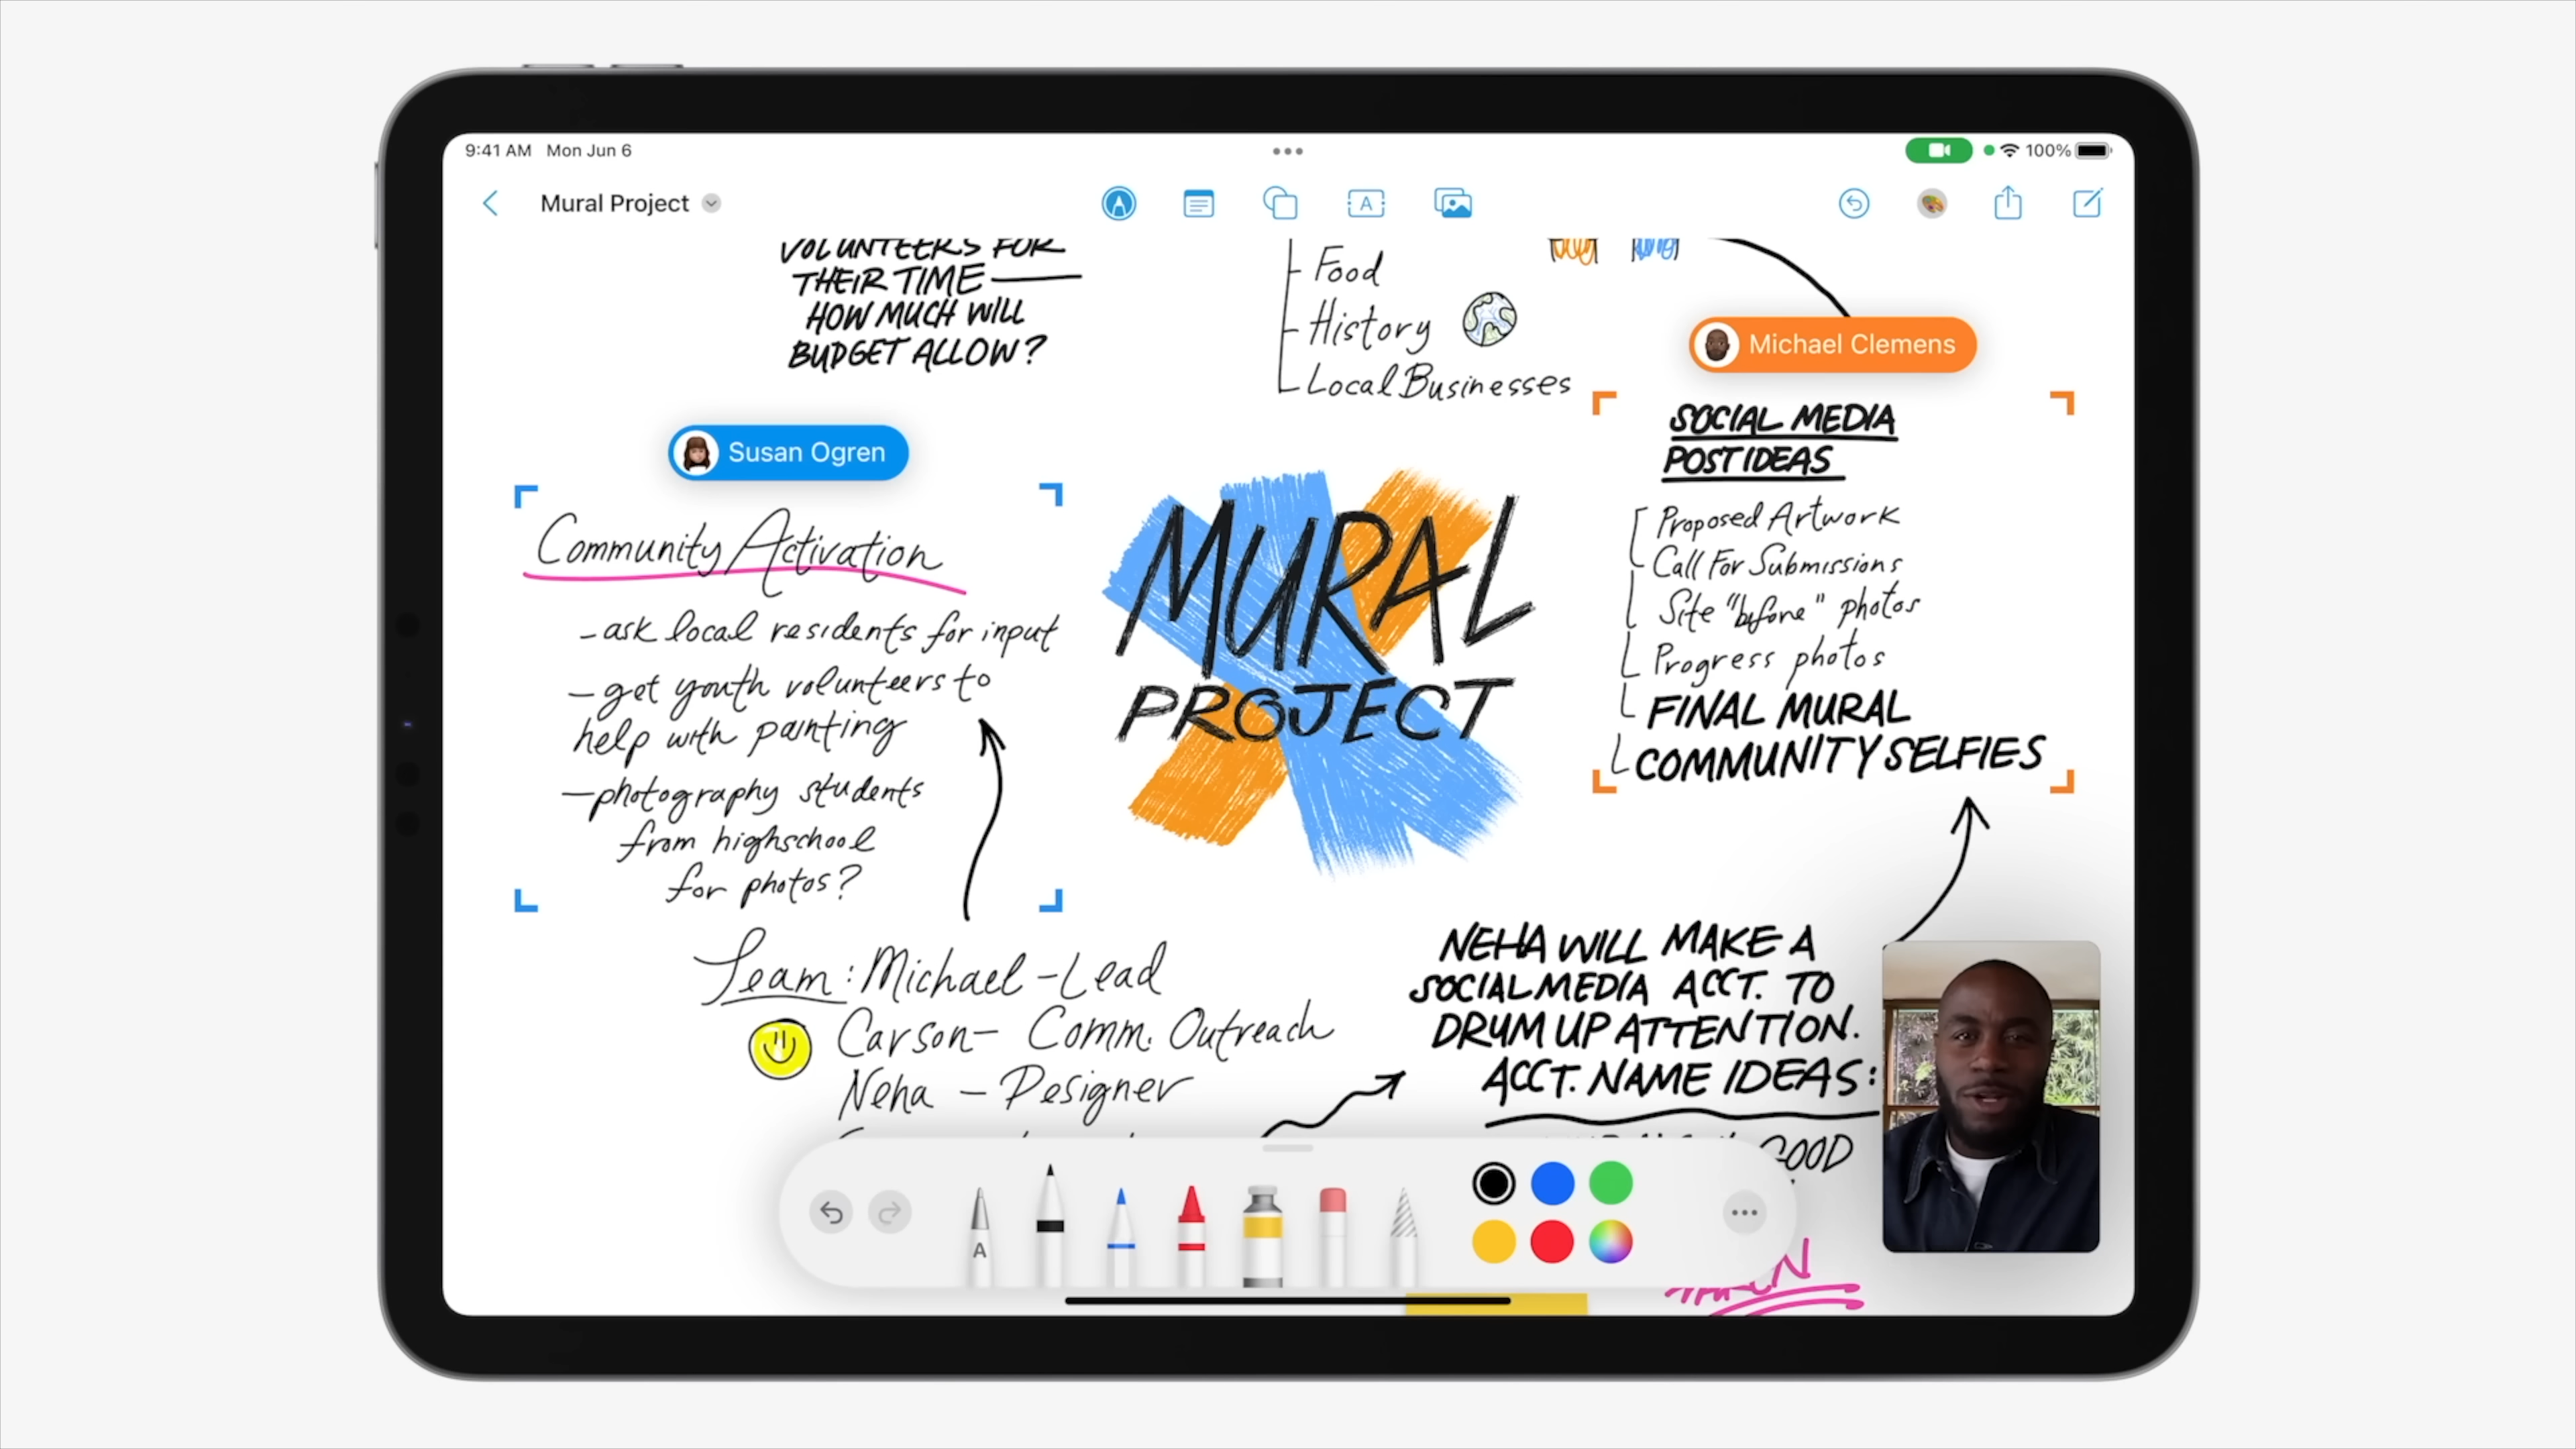 9:41 AM Mon Jun 6
100%
Mural Project
A
VOLUNTEERS FOR
THEIR TIME —
HOW MUCH WILL
BUDGET ALLOW?
Food
History
Local Businesses
Michael Clemens
SOCIAL MEDIA
POST IDEAS
Proposed Artwork
Call For Submissions
Site "before" photos
Progress photos
FINAL MURAL
COMMUNITY SELFIES
Susan Ogren
Community Activation
- ask local residents for input
- get youth volunteers to
help with painting
- photography students
from highschool
for photos?
MURAL
PROJECT
Team: Michael - Lead
Carson - Comm. Outreach
Neha - Designer
NEHA WILL MAKE A
SOCIAL MEDIA ACCT. TO
DRUM UP ATTENTION.
ACCT. NAME IDEAS:
GOOD
A